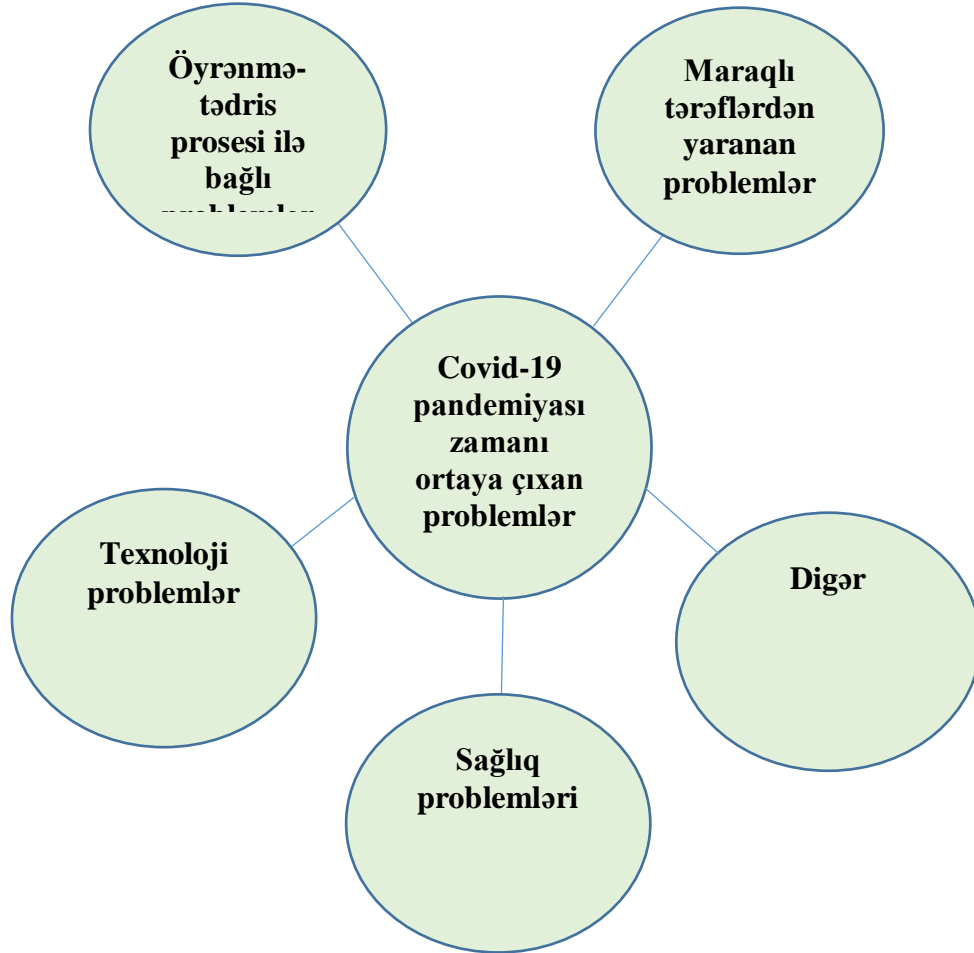 Öyrənmə-
tədris
prosesi ilə
bağlı
Maraqlı
tərəflərdən
yaranan
problemlər
Covid-19
pandemiyası
zamanı
ortaya çıxan
problemlər
Texnoloji
problemlər
Digər
Sağlıq
problemləri